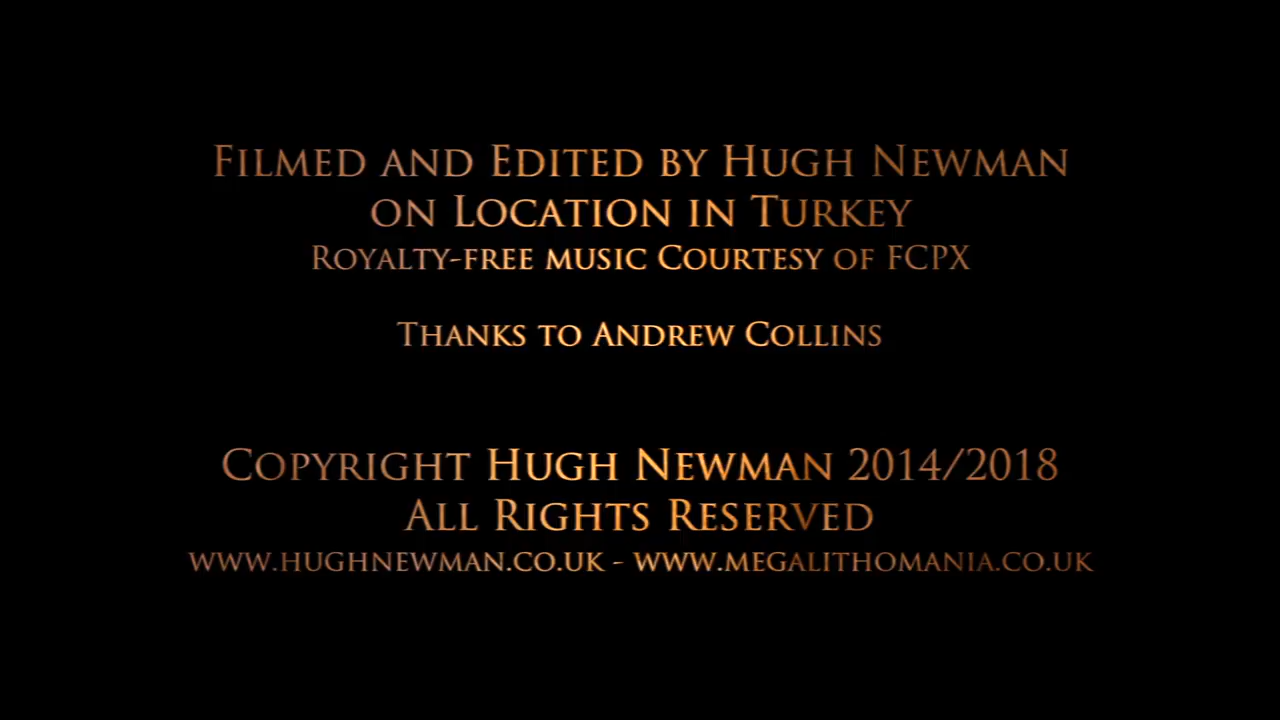 Filmed and Edited by Hugh Newman
on Location in Turkey
Royalty-free music Courtesy of FCPX
Thanks to Andrew Collins
Copyright Hugh Newman 2014/2018
All Rights Reserved
www.hughnewman.co.uk - www.megalithomania.co.uk